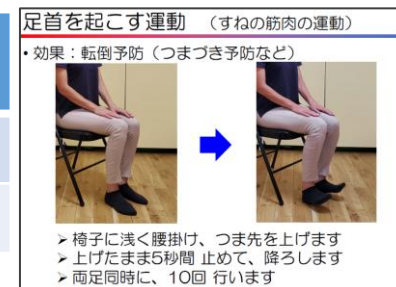 足首を起こす運動 (すねの筋肉の運動)
・効果：転倒予防（つまづき予防など）
➢ 椅子に浅く腰掛け、つま先を上げます
➢ 上げたまま5秒間 止めて、降ろします
➢ 両足同時に、10回 行います